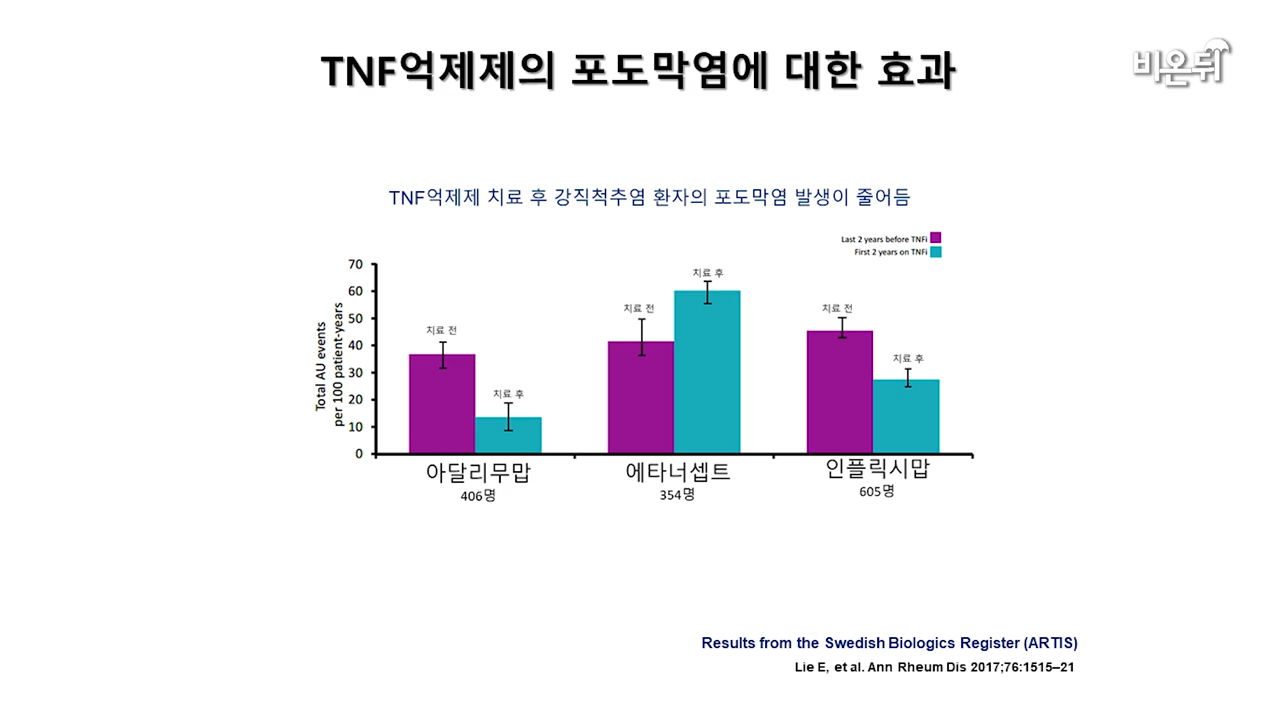 TNF억제제의 포도막염에 대한 효과
비온뒤
TNF억제제 치료 후 강직척추염 환자의 포도막염 발생이 줄어듬
Last 2 years before TNFi
First 2 years on TNFi
Total AU events
per 100 patient-years
70
60
50
40
30
20
10
0
치료 전
치료 후
치료 전
치료 후
치료 전
치료 후
아달리무맙
406명
에타너셉트
354명
인플릭시맙
605명
Results from the Swedish Biologics Register (ARTIS)
Lie E, et al. Ann Rheum Dis 2017;76:1515–21